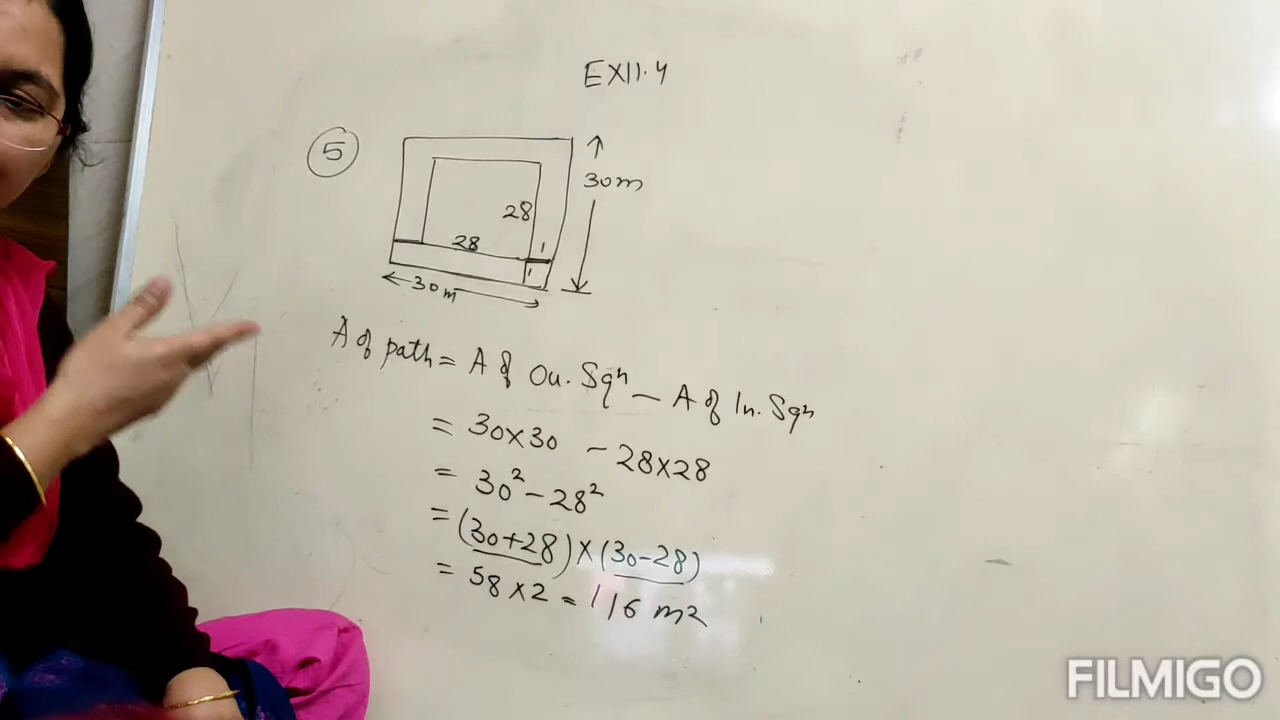 EX11.4
5
30m
28
28
1
1
30m
A of path = A of Ou. Sqr – A of In. Sqr
= 30×30 – 28×28
= 30² – 28²
= (30+28)×(30–28)
= 58×2 = 116 m²
FILMIGO